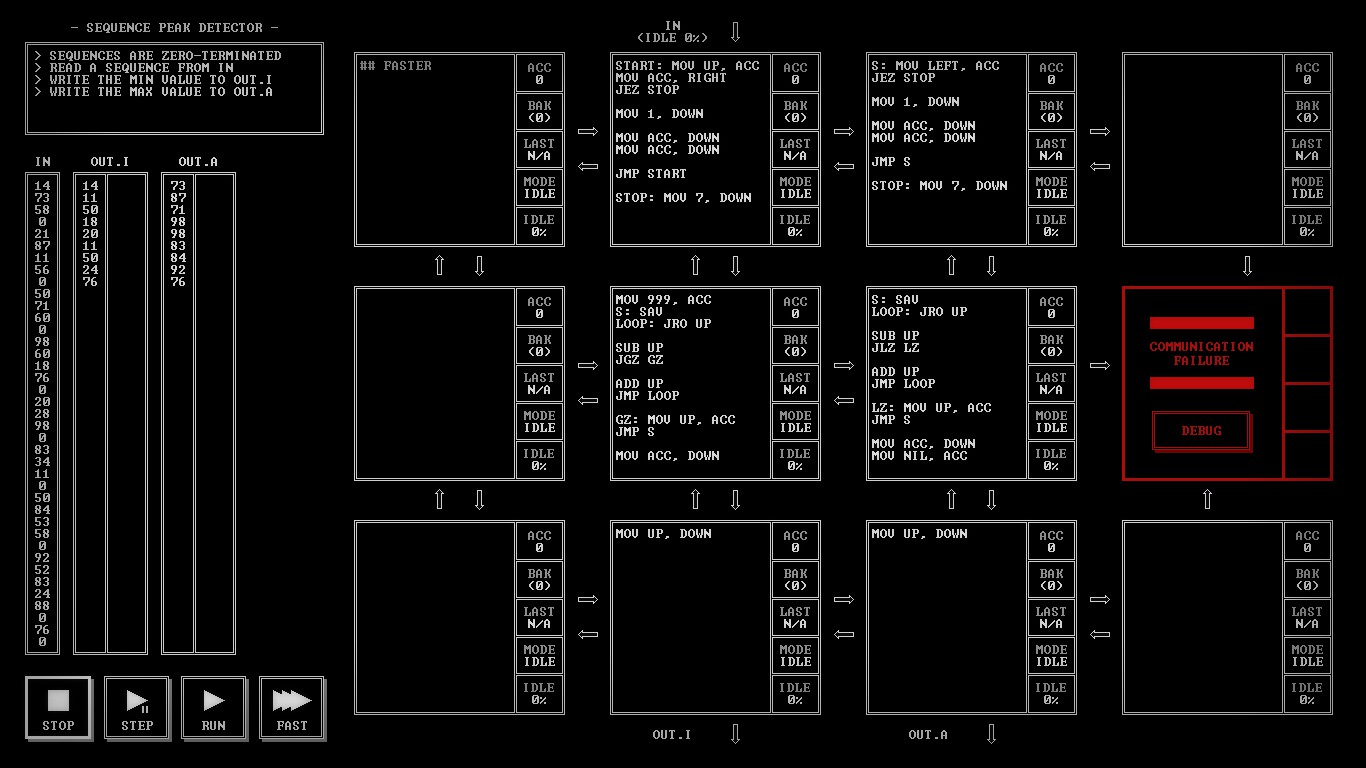 - SEQUENCE PEAK DETECTOR -
> SEQUENCES ARE ZERO-TERMINATED
> READ A SEQUENCE FROM IN
> WRITE THE MIN VALUE TO OUT.I
> WRITE THE MAX VALUE TO OUT.A
IN OUT.I OUT.A
14 14 73
73 11 87
58 50 71
0 18 98
21 20 98
87 11 83
11 50 84
56 24 92
0 76 76
50
71
60
0
98
60
18
76
0
20
28
98
0
83
34
11
0
50
84
53
58
0
92
52
83
24
88
0
76
0
STOP
STEP
RUN
FAST
IN
(IDLE 0%)
## FASTER
ACC
0
BAK
(0)
LAST
N/A
MODE
IDLE
IDLE
0%
START: MOV UP, ACC
MOV ACC, RIGHT
JEZ STOP
MOV 1, DOWN
MOV ACC, DOWN
MOV ACC, DOWN
JMP START
STOP: MOV 7, DOWN
ACC
0
BAK
(0)
LAST
N/A
MODE
IDLE
IDLE
0%
S: MOV LEFT, ACC
JEZ STOP
MOV 1, DOWN
MOV ACC, DOWN
MOV ACC, DOWN
JMP S
STOP: MOV 7, DOWN
ACC
0
BAK
(0)
LAST
N/A
MODE
IDLE
IDLE
0%
ACC
0
BAK
(0)
LAST
N/A
MODE
IDLE
IDLE
0%
ACC
0
BAK
(0)
LAST
N/A
MODE
IDLE
IDLE
0%
MOV 999, ACC
S: SAV
LOOP: JRO UP
SUB UP
JGZ GZ
ADD UP
JMP LOOP
GZ: MOV UP, ACC
JMP S
MOV ACC, DOWN
ACC
0
BAK
(0)
LAST
N/A
MODE
IDLE
IDLE
0%
S: SAV
LOOP: JRO UP
SUB UP
JLZ LZ
ADD UP
JMP LOOP
LZ: MOV UP, ACC
JMP S
MOV ACC, DOWN
MOV NIL, ACC
ACC
0
BAK
(0)
LAST
N/A
MODE
IDLE
IDLE
0%
COMMUNICATION
FAILURE
DEBUG
ACC
0
BAK
(0)
LAST
N/A
MODE
IDLE
IDLE
0%
MOV UP, DOWN
ACC
0
BAK
(0)
LAST
N/A
MODE
IDLE
IDLE
0%
MOV UP, DOWN
ACC
0
BAK
(0)
LAST
N/A
MODE
IDLE
IDLE
0%
ACC
0
BAK
(0)
LAST
N/A
MODE
IDLE
IDLE
0%
OUT.I
OUT.A